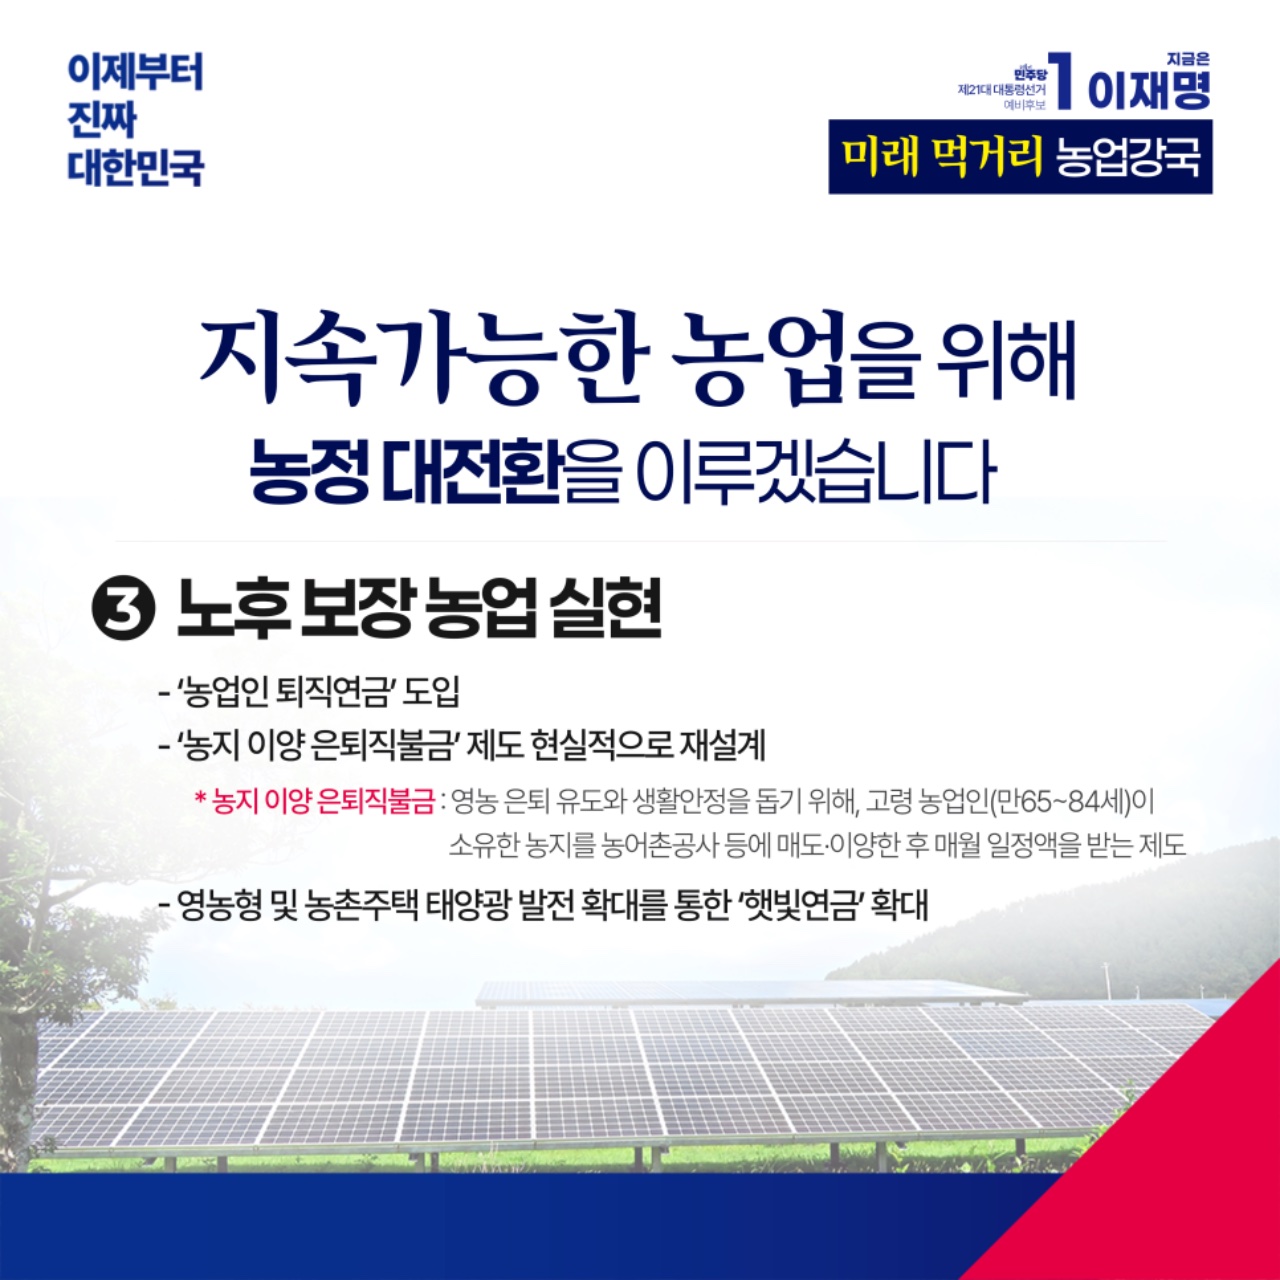 이제부터
진짜
대한민국
민주당
제21대 대통령선거
예비후보
1
지금은
이재명
미래 먹거리 농업강국
지속가능한 농업을 위해
농정 대전환을 이루겠습니다
3 노후 보장 농업 실현
- ‘농업인 퇴직연금’ 도입
- ‘농지 이양 은퇴직불금’ 제도 현실적으로 재설계
* 농지 이양 은퇴직불금 : 영농 은퇴 유도와 생활안정을 돕기 위해, 고령 농업인(만65~84세)이
소유한 농지를 농어촌공사 등에 매도·이양한 후 매월 일정액을 받는 제도
- 영농형 및 농촌주택 태양광 발전 확대를 통한 ‘햇빛연금’ 확대